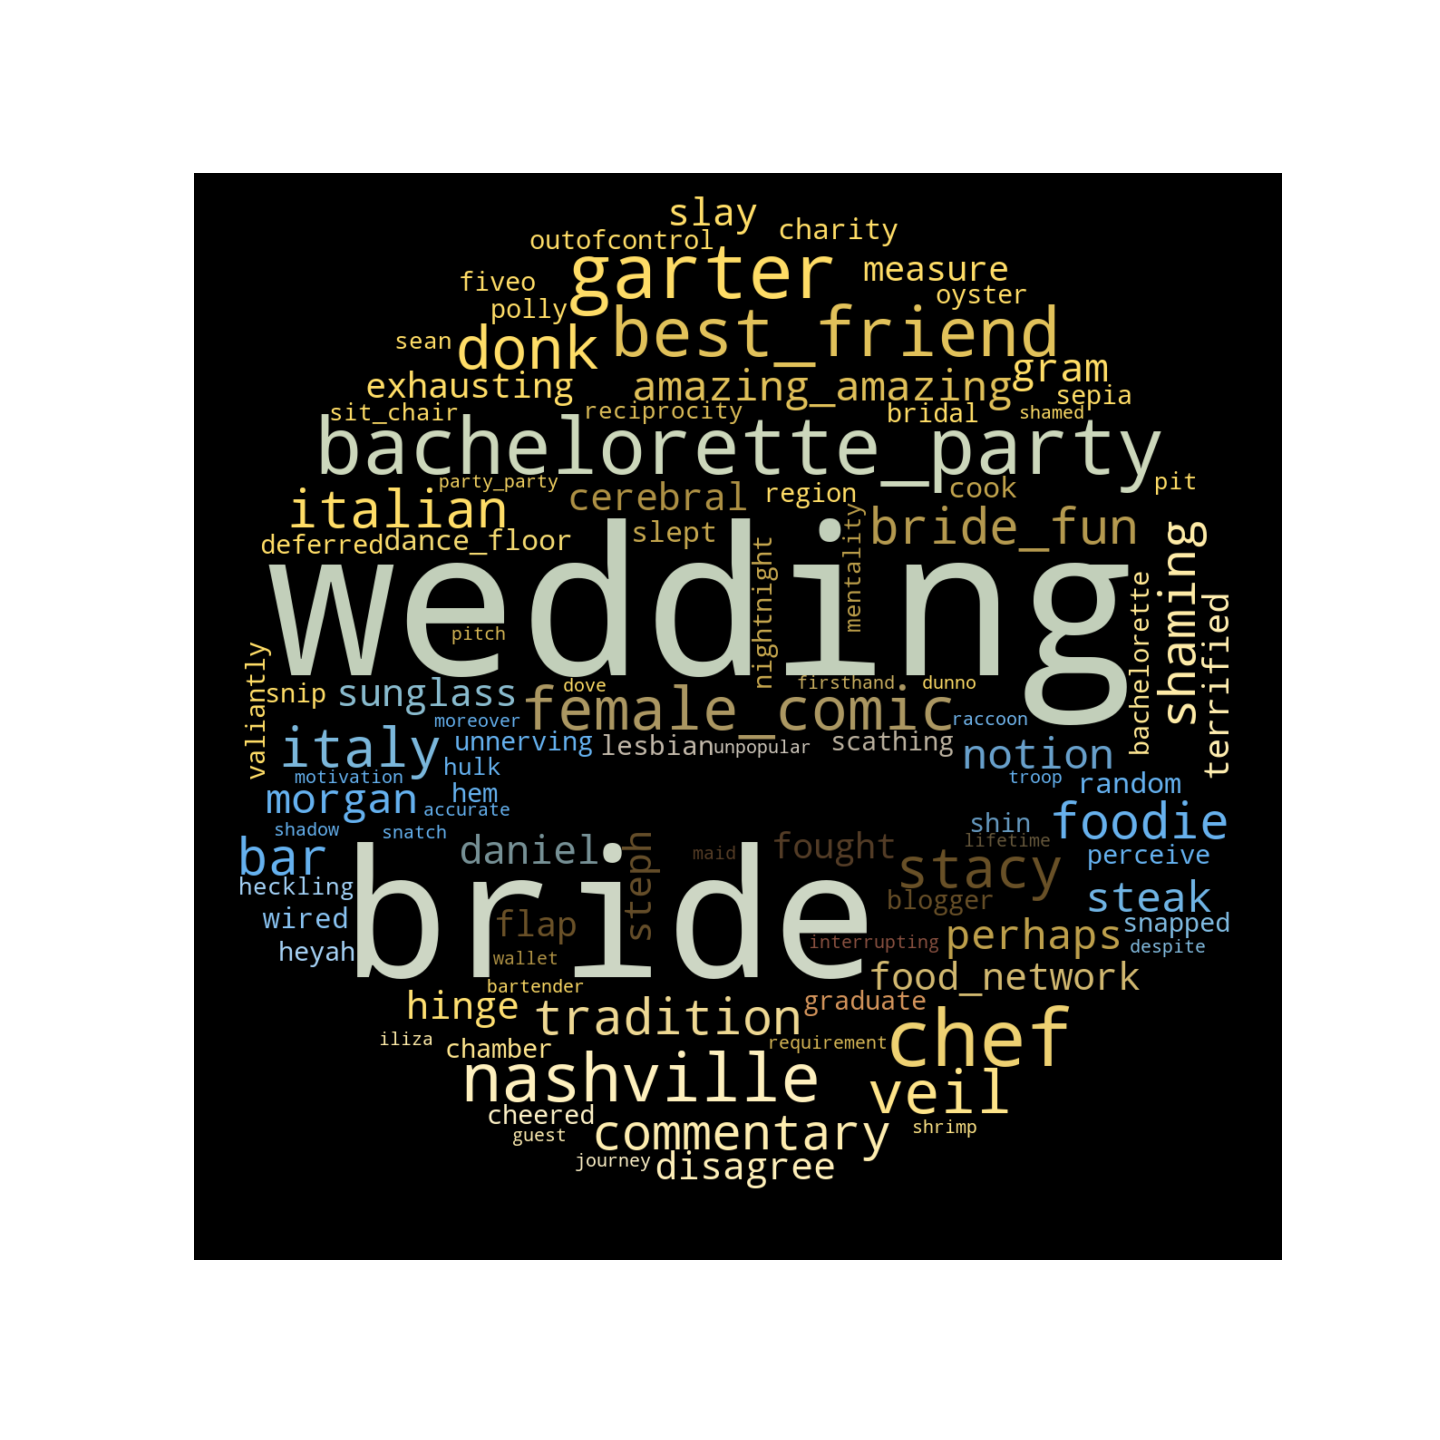 slay
charity
outofcontrol
garter
measure
fiveo
oyster
polly
best_friend
sean
donk
gram
exhausting
amazing_amazing
sepia
sit_chair
reciprocity
bridal
shamed
bachelorette_party
party_party
pit
cerebral
region
cook
italian
bride_fun
slept
deferred
dance_floor
mentality
nightnight
shaming
wedding
bachelorette
terrified
pitch
valiantly
snip
sunglass
dove
firsthand
dunno
female_comic
moreover
raccoon
italy
unnerving
lesbian
unpopular
scathing
notion
motivation
hulk
troop
random
morgan
hem
accurate
shadow
snatch
shin
foodie
lifetime
bar
daniel
steph
maid
fought
stacy
perceive
heckling
bride
blogger
steak
wired
flap
snapped
interrupting
perhaps
despite
heyah
wallet
food_network
bartender
hinge
tradition
graduate
chef
iliza
chamber
requirement
nashville
veil
cheered
commentary
shrimp
guest
journey
disagree